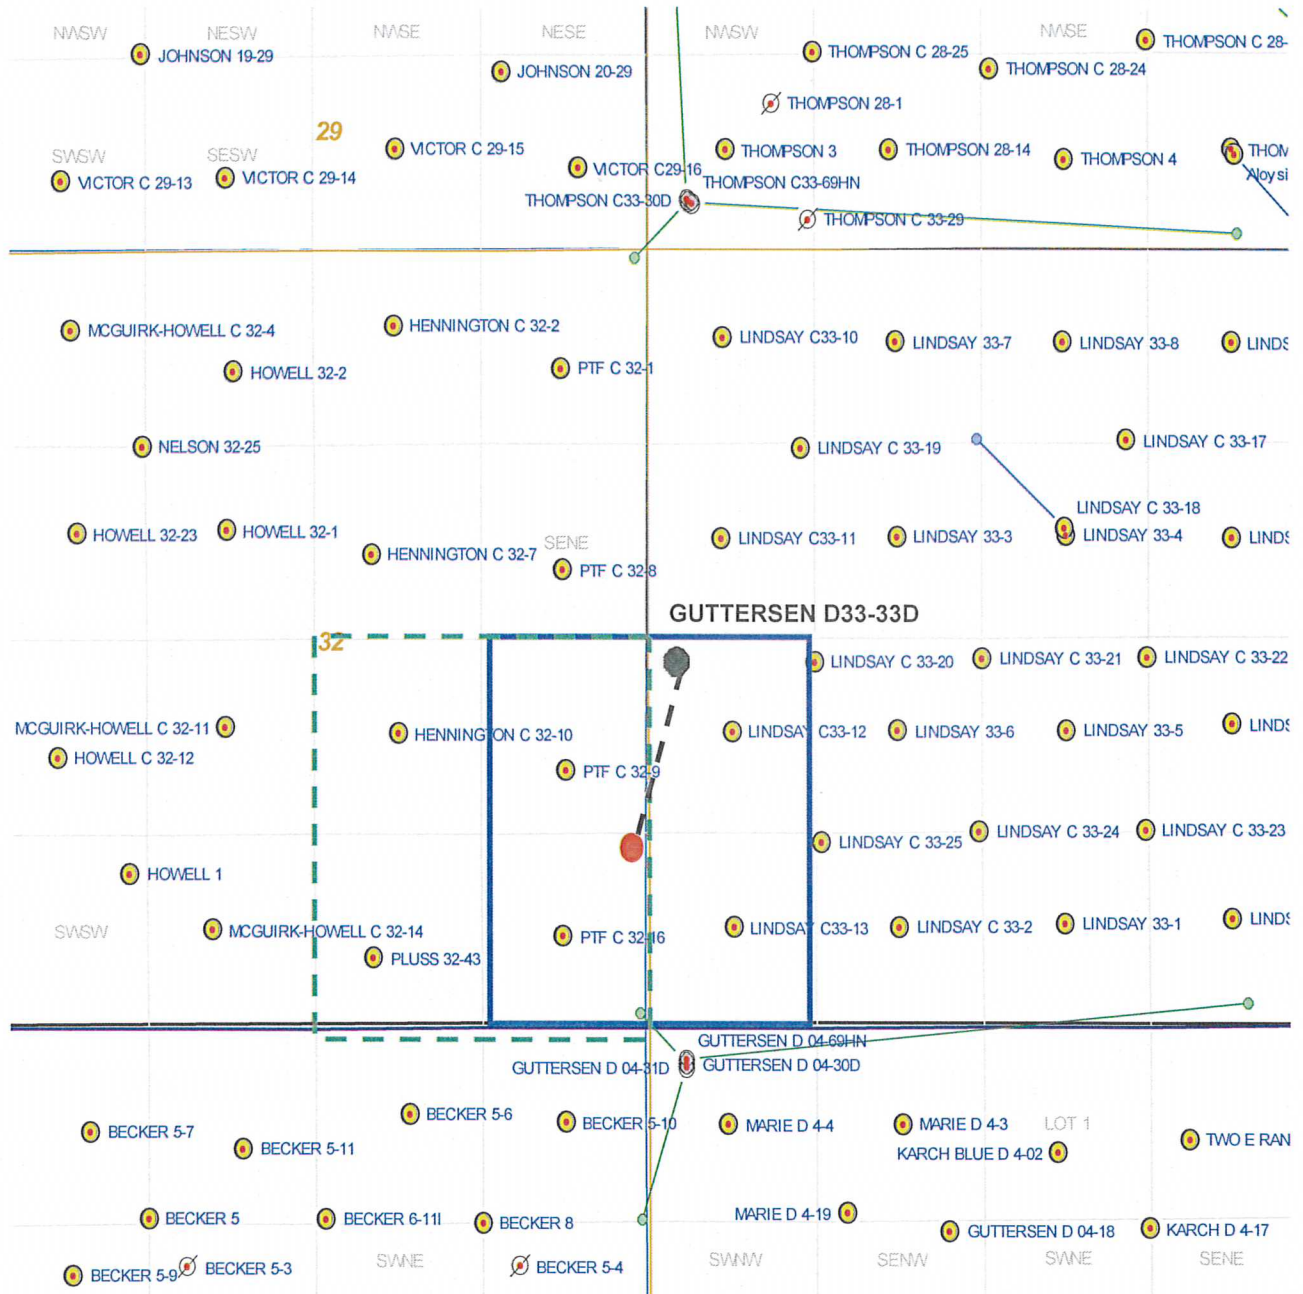 NWSW
NESW
NWSE
NESE
NWSW
NWSE
THOMPSON C 28-
JOHNSON 19-29
JOHNSON 20-29
THOMPSON C 28-25
THOMPSON C 28-24
THOMPSON 28-1
29
VICTOR C 29-15
THOMPSON 3
THOMPSON 28-14
THOMPSON 4
THOM
SWSW
SESW
VICTOR C29-16
Aloysi
VICTOR C 29-13
VICTOR C 29-14
THOMPSON C33-69HN
THOMPSON C33-30D
THOMPSON C 33-29
MCGUIRK-HOWELL C 32-4
HENNINGTON C 32-2
LINDSAY C33-10
LINDSAY 33-7
LINDSAY 33-8
LINDS
HOWELL 32-2
PTF C 32-1
NELSON 32-25
LINDSAY C 33-19
LINDSAY C 33-17
LINDSAY C 33-18
HOWELL 32-23
HOWELL 32-1
SENE
LINDSAY C33-11
LINDSAY 33-3
LINDSAY 33-4
LINDS
HENNINGTON C 32-7
PTF C 32-8
GUTTERSEN D33-33D
32
LINDSAY C 33-20
LINDSAY C 33-21
LINDSAY C 33-22
MCGUIRK-HOWELL C 32-11
HENNINGTON C 32-10
LINDSAY C33-12
LINDSAY 33-6
LINDSAY 33-5
LINDS
HOWELL C 32-12
PTF C 32-9
LINDSAY C 33-25
LINDSAY C 33-24
LINDSAY C 33-23
HOWELL 1
SWSW
MCGUIRK-HOWELL C 32-14
PTF C 32-16
LINDSAY C33-13
LINDSAY C 33-2
LINDSAY 33-1
LINDS
PLUSS 32-43
GUTTERSEN D 04-69HN
GUTTERSEN D 04-31D
GUTTERSEN D 04-30D
BECKER 5-7
BECKER 5-6
BECKER 5-10
MARIE D 4-4
MARIE D 4-3
LOT 1
BECKER 5-11
KARCH BLUE D 4-02
TWO E RAN
BECKER 5
BECKER 6-11I
BECKER 8
MARIE D 4-19
GUTTERSEN D 04-18
KARCH D 4-17
SWNE
SWNW
SENW
SWNE
SENE
BECKER 5-9
BECKER 5-3
BECKER 5-4